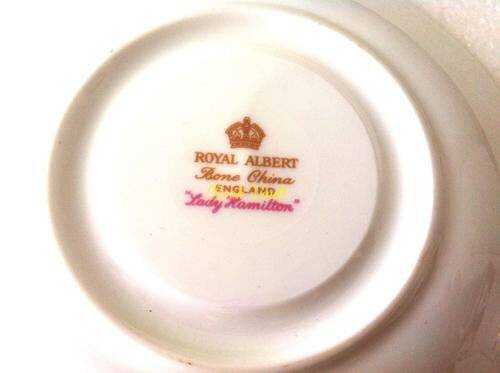 ROYAL ALBERT
Bone China
ENGLAND
"Lady Hamilton"